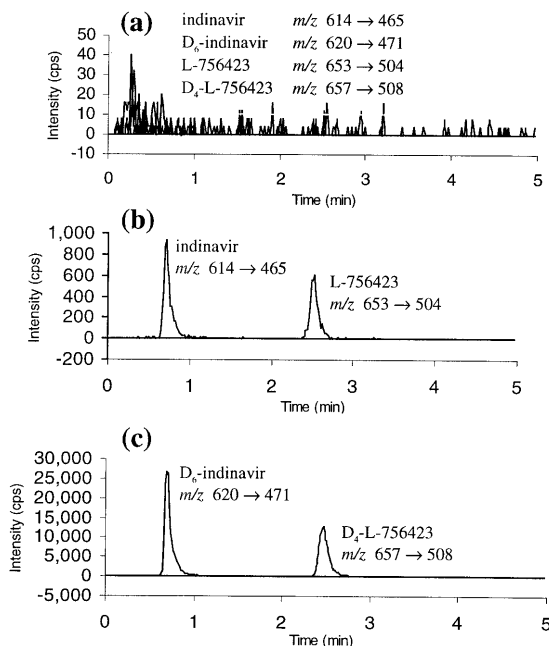 (a)
indinavir m/z 614 → 465
D6-indinavir m/z 620 → 471
L-756423 m/z 653 → 504
D4-L-756423 m/z 657 → 508
Intensity (cps)
50
40
30
20
10
0
-10
0 1 2 3 4 5
Time (min)
(b)
Intensity (cps)
1,000
800
600
400
200
0
-200
indinavir
m/z 614 → 465
L-756423
m/z 653 → 504
0 1 2 3 4 5
Time (min)
(c)
Intensity (cps)
30,000
25,000
20,000
15,000
10,000
5,000
0
-5,000
D6-indinavir
m/z 620 → 471
D4-L-756423
m/z 657 → 508
0 1 2 3 4 5
Time (min)